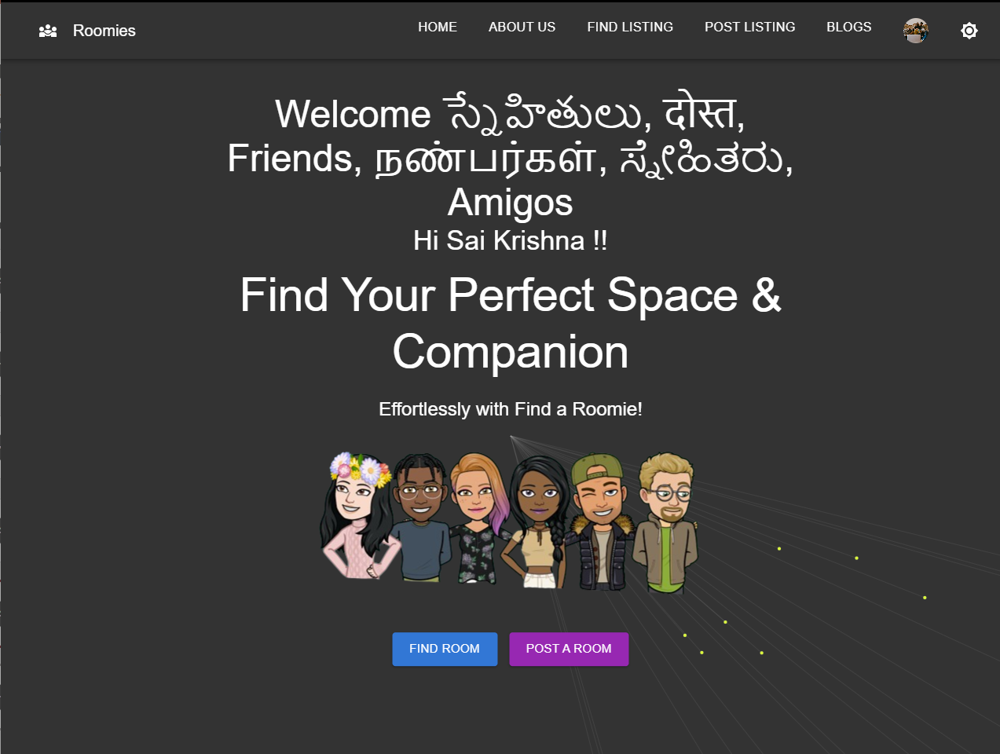 Roomies
HOME
ABOUT US
FIND LISTING
POST LISTING
BLOGS
Welcome స్నేహితులు, दोस्त,
Friends, நண்பர்கள், ಸ್ನೇಹಿತರು,
Amigos
Hi Sai Krishna !!
Find Your Perfect Space &
Companion
Effortlessly with Find a Roomie!
FIND ROOM
POST A ROOM